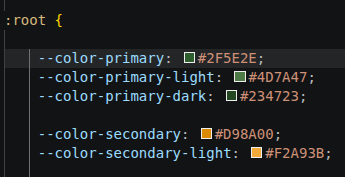 :root {
--color-primary: #2F5E2E;
--color-primary-light: #4D7A47;
--color-primary-dark: #234723;
--color-secondary: #D98A00;
--color-secondary-light: #F2A93B;